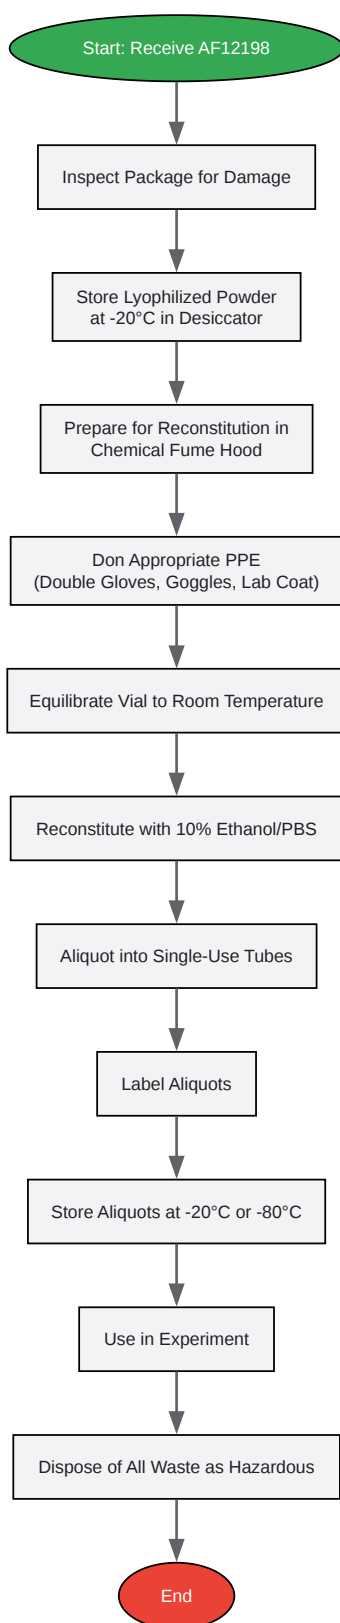 Start: Receive AF12198
Inspect Package for Damage
Store Lyophilized Powder
at -20°C in Desiccator
Prepare for Reconstitution in
Chemical Fume Hood
Don Appropriate PPE
(Double Gloves, Goggles, Lab Coat)
Equilibrate Vial to Room Temperature
Reconstitute with 10% Ethanol/PBS
Aliquot into Single-Use Tubes
Label Aliquots
Store Aliquots at -20°C or -80°C
Use in Experiment
Dispose of All Waste as Hazardous
End